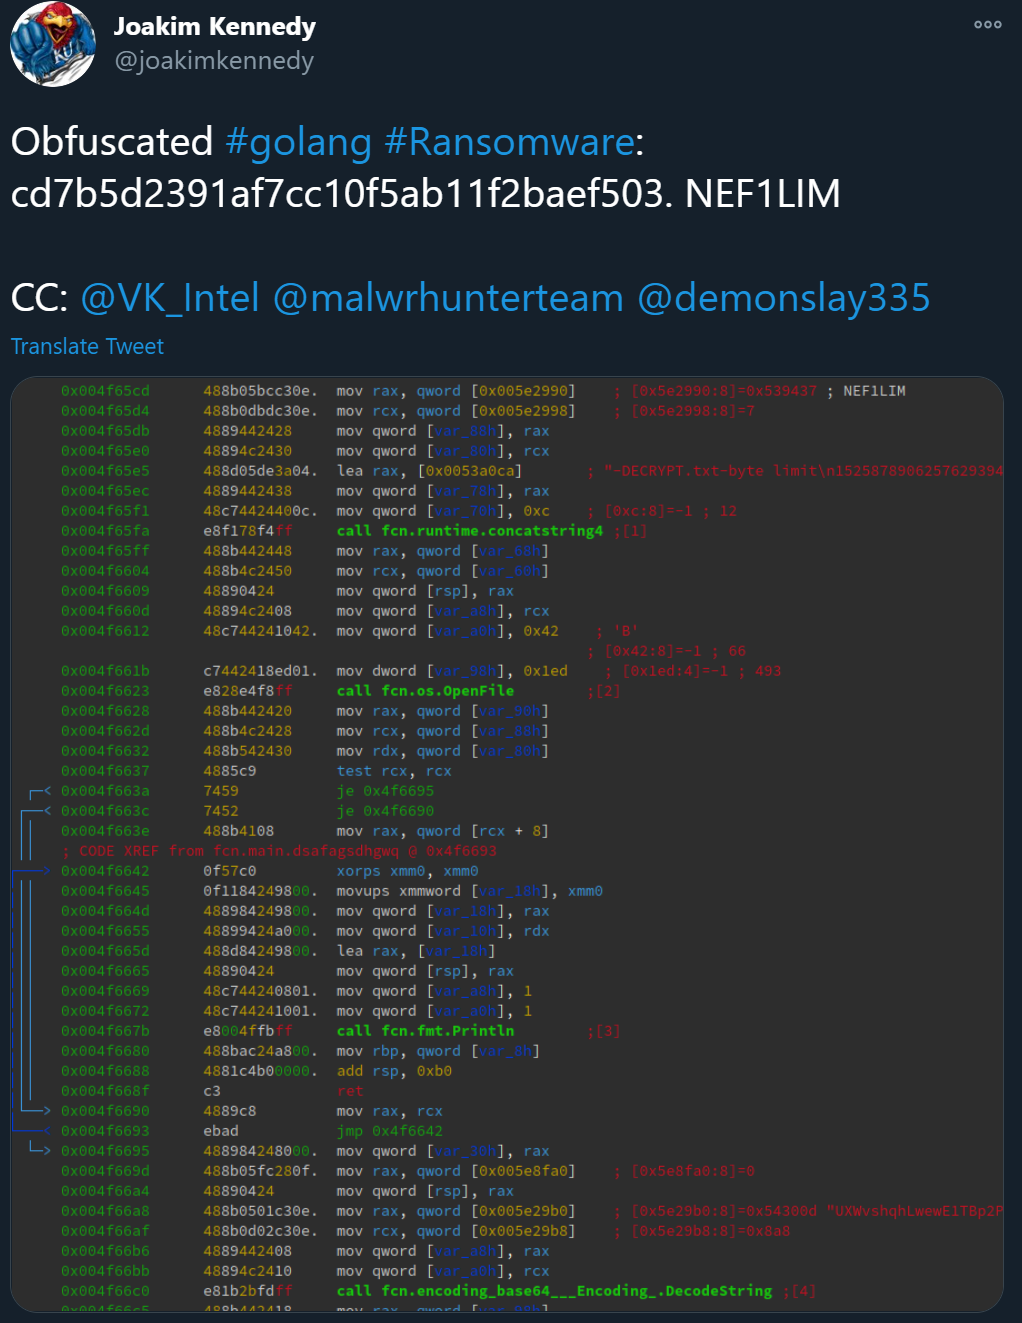 Joakim Kennedy
@joakimkennedy
Obfuscated #golang #Ransomware:
cd7b5d2391af7cc10f5ab11f2baef503. NEF1LIM
CC: @VK_Intel @malwrhunterteam @demonslay335
Translate Tweet
0x004f65cd 488b05bcc30e. mov rax, qword [0x005e2990] ; [0x5e2990:8]=0x539437 ; NEF1LIM
0x004f65d4 488b0dbdc30e. mov rcx, qword [0x005e2998] ; [0x5e2998:8]=7
0x004f65db 4889442428 mov qword [var_88h], rax
0x004f65e0 48894c2430 mov qword [var_80h], rcx
0x004f65e5 488d05de3a04. lea rax, [0x0053a0ca] ; "-DECRYPT.txt-byte limit\n1525878906257629394
0x004f65ec 4889442438 mov qword [var_78h], rax
0x004f65f1 48c74424400c. mov qword [var_70h], 0xc ; [0xc:8]=-1 ; 12
0x004f65fa e8f178f4ff call fcn.runtime.concatstring4 ;[1]
0x004f65ff 488b442448 mov rax, qword [var_68h]
0x004f6604 488b4c2450 mov rcx, qword [var_60h]
0x004f6609 48890424 mov qword [rsp], rax
0x004f660d 48894c2408 mov qword [var_a8h], rcx
0x004f6612 48c744241042. mov qword [var_a0h], 0x42 ; 'B'
; [0x42:8]=-1 ; 66
0x004f661b c7442418ed01. mov dword [var_98h], 0x1ed ; [0x1ed:4]=-1 ; 493
0x004f6623 e828e4f8ff call fcn.os.OpenFile ;[2]
0x004f6628 488b442420 mov rax, qword [var_90h]
0x004f662d 488b4c2428 mov rcx, qword [var_88h]
0x004f6632 488b542430 mov rdx, qword [var_80h]
0x004f6637 4885c9 test rcx, rcx
0x004f663a 7459 je 0x4f6695
0x004f663c 7452 je 0x4f6690
0x004f663e 488b4108 mov rax, qword [rcx + 8]
; CODE XREF from fcn.main.dsafagsdhgwq @ 0x4f6693
0x004f6642 0f57c0 xorps xmm0, xmm0
0x004f6645 0f1184249800. movups xmmword [var_18h], xmm0
0x004f664d 488984249800. mov qword [var_18h], rax
0x004f6655 48899424a000. mov qword [var_10h], rdx
0x004f665d 488d84249800. lea rax, [var_18h]
0x004f6665 48890424 mov qword [rsp], rax
0x004f6669 48c744240801. mov qword [var_a8h], 1
0x004f6672 48c744241001. mov qword [var_a0h], 1
0x004f667b e8004ffbff call fcn.fmt.Println ;[3]
0x004f6680 488bac24a800. mov rbp, qword [var_8h]
0x004f6688 4881c4b00000. add rsp, 0xb0
0x004f668f c3 ret
0x004f6690 4889c8 mov rax, rcx
0x004f6693 ebad jmp 0x4f6642
0x004f6695 488984248000. mov qword [var_30h], rax
0x004f669d 488b05fc280f. mov rax, qword [0x005e8fa0] ; [0x5e8fa0:8]=0
0x004f66a4 48890424 mov qword [rsp], rax
0x004f66a8 488b0501c30e. mov rax, qword [0x005e29b0] ; [0x5e29b0:8]=0x54300d "UXWvshqhLwewE1TBp2P
0x004f66af 488b0d02c30e. mov rcx, qword [0x005e29b8] ; [0x5e29b8:8]=0x8a8
0x004f66b6 4889442408 mov qword [var_a8h], rax
0x004f66bb 48894c2410 mov qword [var_a0h], rcx
0x004f66c0 e81b2bfdff call fcn.encoding_base64___Encoding_.DecodeString ;[4]
0x004f66c5 488b442418 mov rax, qword [var_98h]